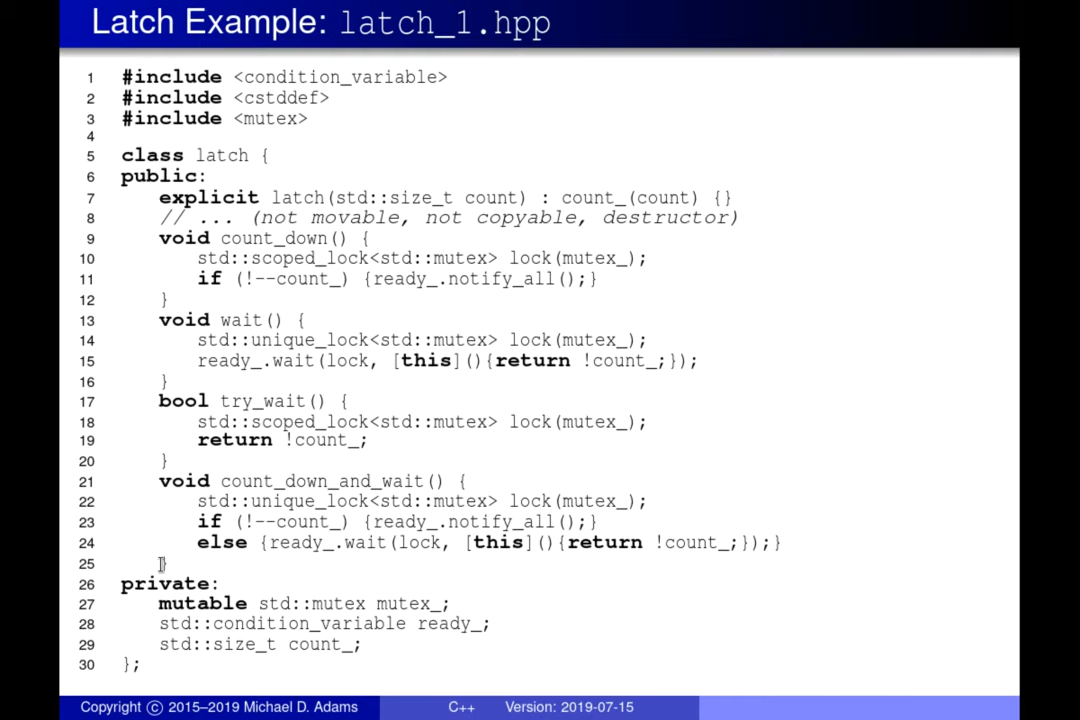 Latch Example: latch_1.hpp
1 #include <condition_variable>
2 #include <cstddef>
3 #include <mutex>
4
5 class latch {
6 public:
7 explicit latch(std::size_t count) : count_(count) {}
8 // ... (not movable, not copyable, destructor)
9 void count_down() {
10 std::scoped_lock<std::mutex> lock(mutex_);
11 if (!--count_) {ready_.notify_all();}
12 }
13 void wait() {
14 std::unique_lock<std::mutex> lock(mutex_);
15 ready_.wait(lock, [this](){return !count_;});
16 }
17 bool try_wait() {
18 std::scoped_lock<std::mutex> lock(mutex_);
19 return !count_;
20 }
21 void count_down_and_wait() {
22 std::unique_lock<std::mutex> lock(mutex_);
23 if (!--count_) {ready_.notify_all();}
24 else {ready_.wait(lock, [this](){return !count_;});}
25 }
26 private:
27 mutable std::mutex mutex_;
28 std::condition_variable ready_;
29 std::size_t count_;
30 };
Copyright © 2015–2019 Michael D. Adams C++ Version: 2019-07-15